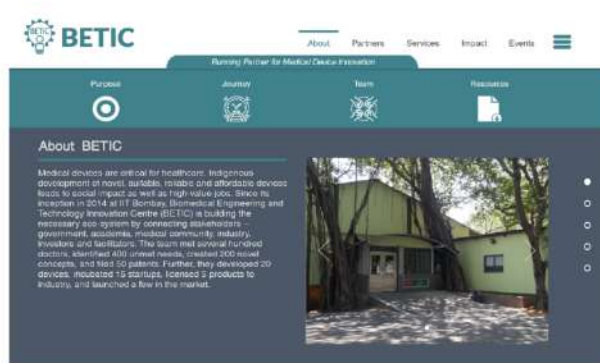 BETIC
BETIC
About Partners Services Impact Events
Running Partner for Medical Device Innovation
Purpose Journey Team Resources
About BETIC
Medical devices are critical for healthcare. Indigenous
development of novel, suitable, reliable and affordable devices
leads to social impact as well as high-value jobs. Since its
inception in 2014 at IIT Bombay, Biomedical Engineering and
Technology Innovation Centre (BETIC) is building the
necessary eco-system by connecting stakeholders –
government, academia, medical community, industry,
investors and facilitators. The team met several hundred
doctors, identified 400 unmet needs, created 200 novel
concepts, and filed 50 patents. Further, they developed 20
devices, incubated 15 startups, licensed 5 products to
industry, and launched a few in the market.